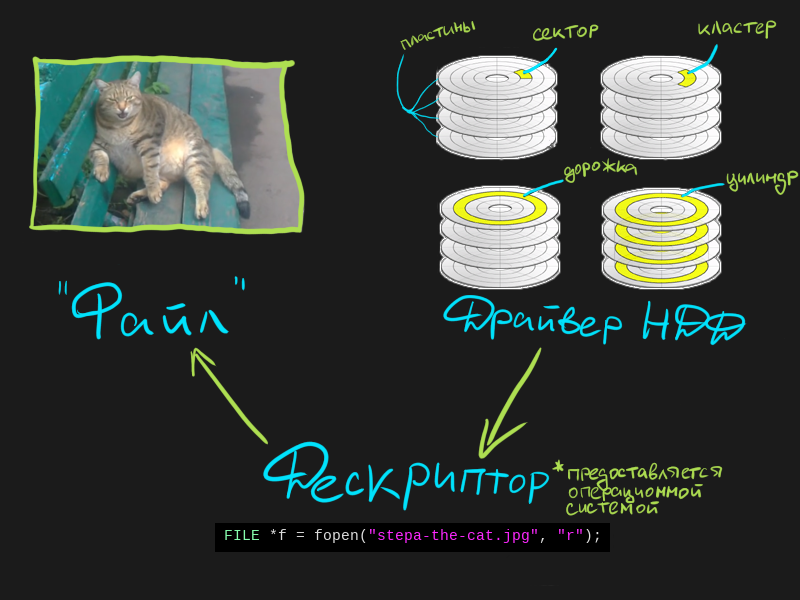 пластины
сектор
кластер
дорожка
цилиндр
"Файл"
Драйвер HDD
Дескриптор
* предоставляется
операционной
системой
FILE *f = fopen("stepa-the-cat.jpg", "r");